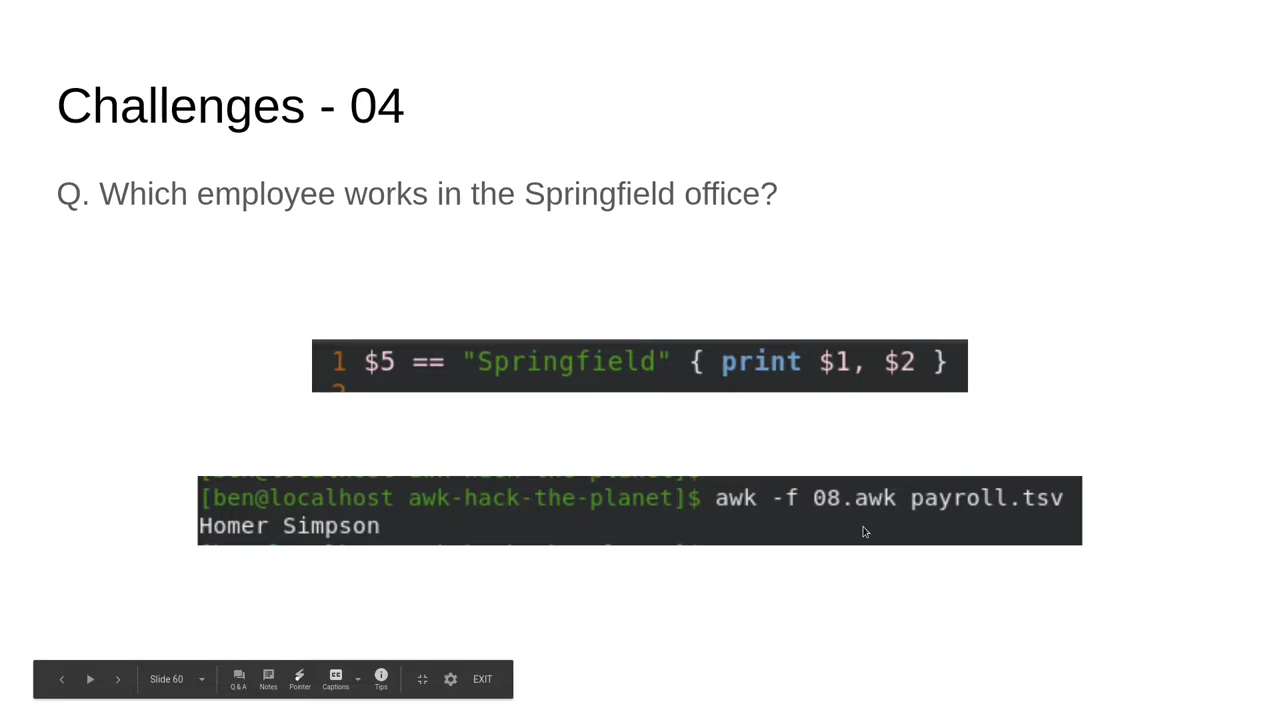 Challenges - 04
Q. Which employee works in the Springfield office?
1 $5 == "Springfield" { print $1, $2 }
[ben@localhost awk-hack-the-planet]$ awk -f 08.awk payroll.tsv
Homer Simpson
Slide 60
Q & A
Notes
Pointer
CC
Captions
Tips
EXIT